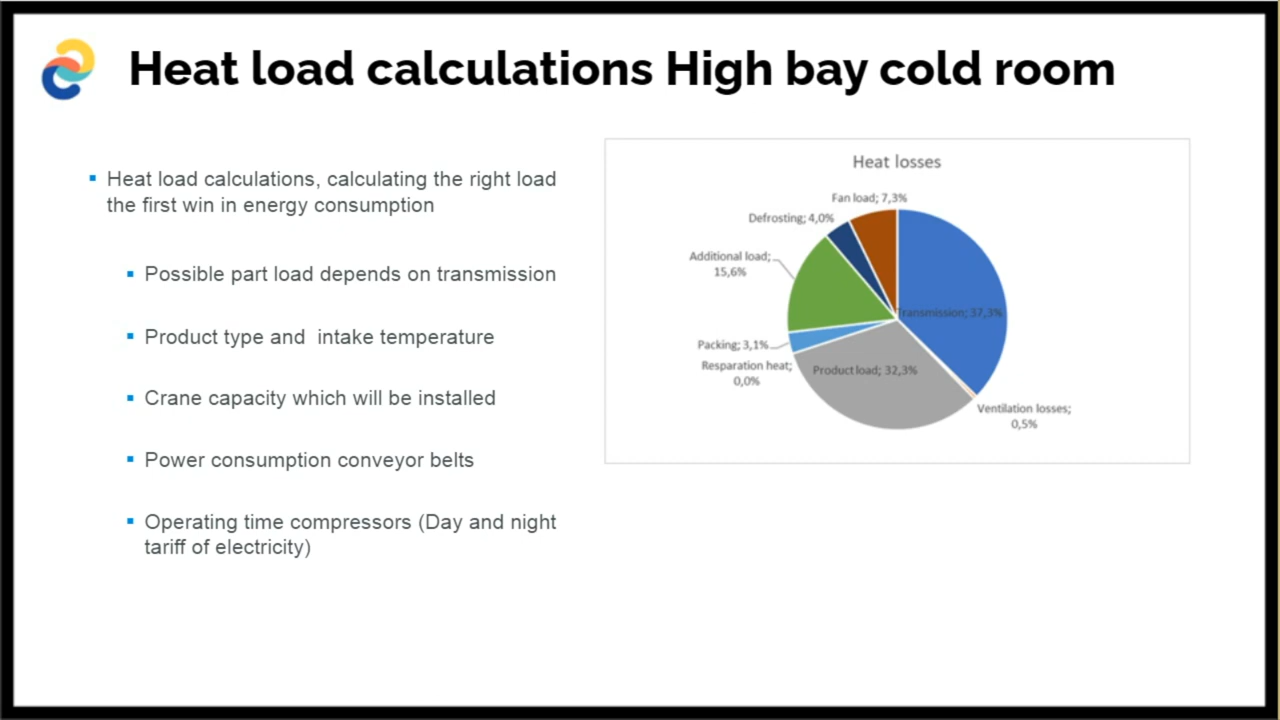 Heat load calculations High bay cold room
Heat load calculations, calculating the right load
the first win in energy consumption
Possible part load depends on transmission
Product type and  intake temperature
Crane capacity which will be installed
Power consumption conveyor belts
Operating time compressors (Day and night
tariff of electricity)
Heat losses
Fan load; 7,3%
Defrosting; 4,0%
Additional load;
15,6%
Transmission; 37,3%
Packing; 3,1%
Resparation heat;
0,0%
Product load; 32,3%
Ventilation losses;
0,5%